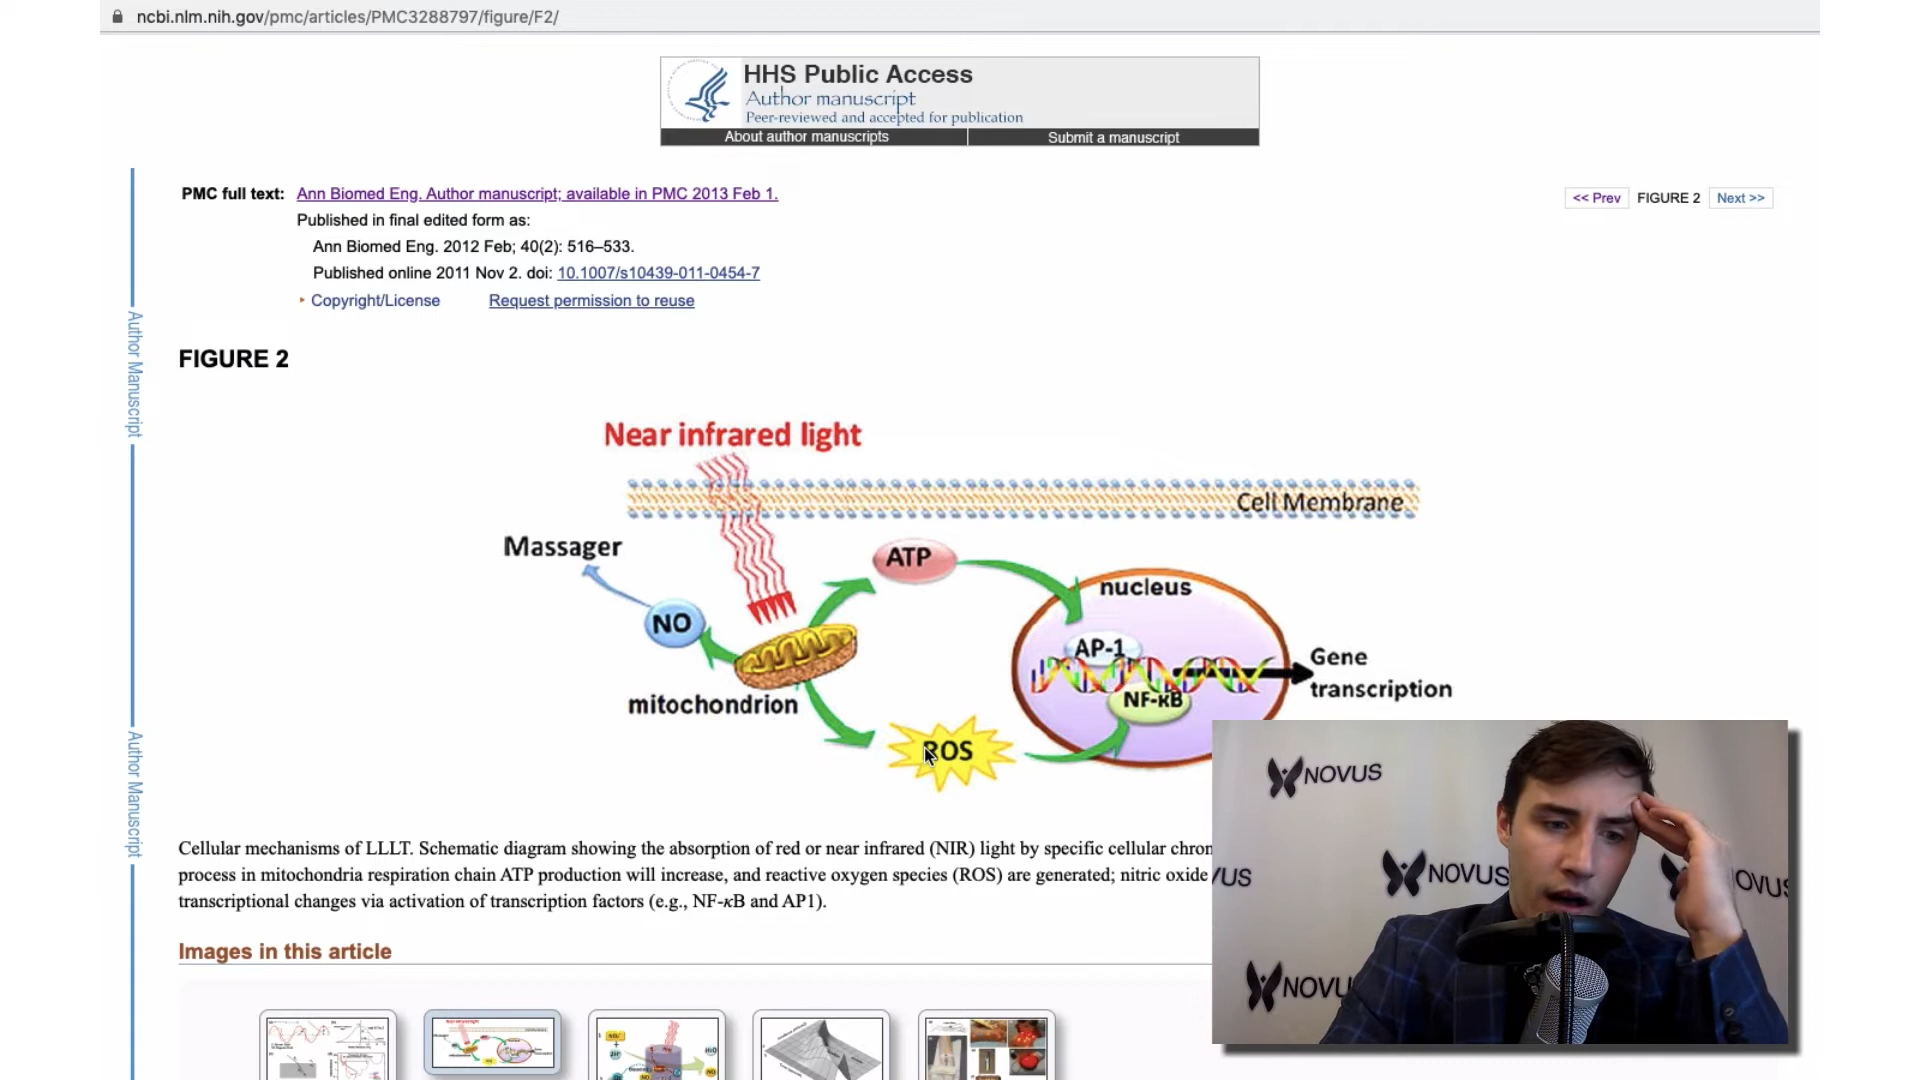 ncbi.nlm.nih.gov/pmc/articles/PMC3288797/figure/F2/
HHS Public Access
Author manuscript
Peer-reviewed and accepted for publication
About author manuscripts
Submit a manuscript
PMC full text: Ann Biomed Eng. Author manuscript; available in PMC 2013 Feb 1.
Published in final edited form as:
Ann Biomed Eng. 2012 Feb; 40(2): 516–533.
Published online 2011 Nov 2. doi: 10.1007/s10439-011-0454-7
Copyright/License Request permission to reuse
<< Prev FIGURE 2 Next >>
Author Manuscript
Author Manuscript
FIGURE 2
Near infrared light
Cell Membrane
Massager
ATP
nucleus
NO
AP-1
Gene
transcription
mitochondrion
NF-κB
ROS
Cellular mechanisms of LLLT. Schematic diagram showing the absorption of red or near infrared (NIR) light by specific cellular chrom
process in mitochondria respiration chain ATP production will increase, and reactive oxygen species (ROS) are generated; nitric oxide
transcriptional changes via activation of transcription factors (e.g., NF-κB and AP1).
Images in this article
NOVUS
VUS
NOVUS
OVUS
NOVU